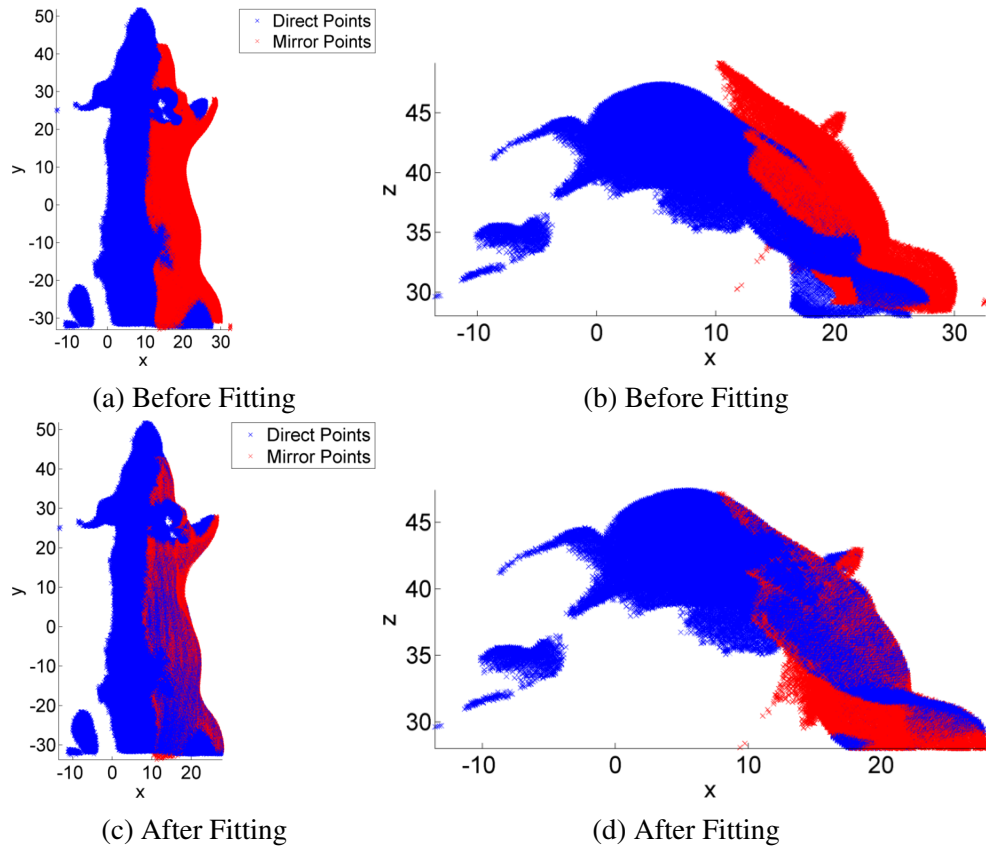 50
40
30
20
10
0
-10
-20
-30
y
-10 0 10 20 30
x
Direct Points
Mirror Points
(a) Before Fitting
45
40
35
30
z
-10 0 10 20 30
x
(b) Before Fitting
50
40
30
20
10
0
-10
-20
-30
y
-10 0 10 20
x
Direct Points
Mirror Points
(c) After Fitting
45
40
35
30
z
-10 0 10 20
x
(d) After Fitting